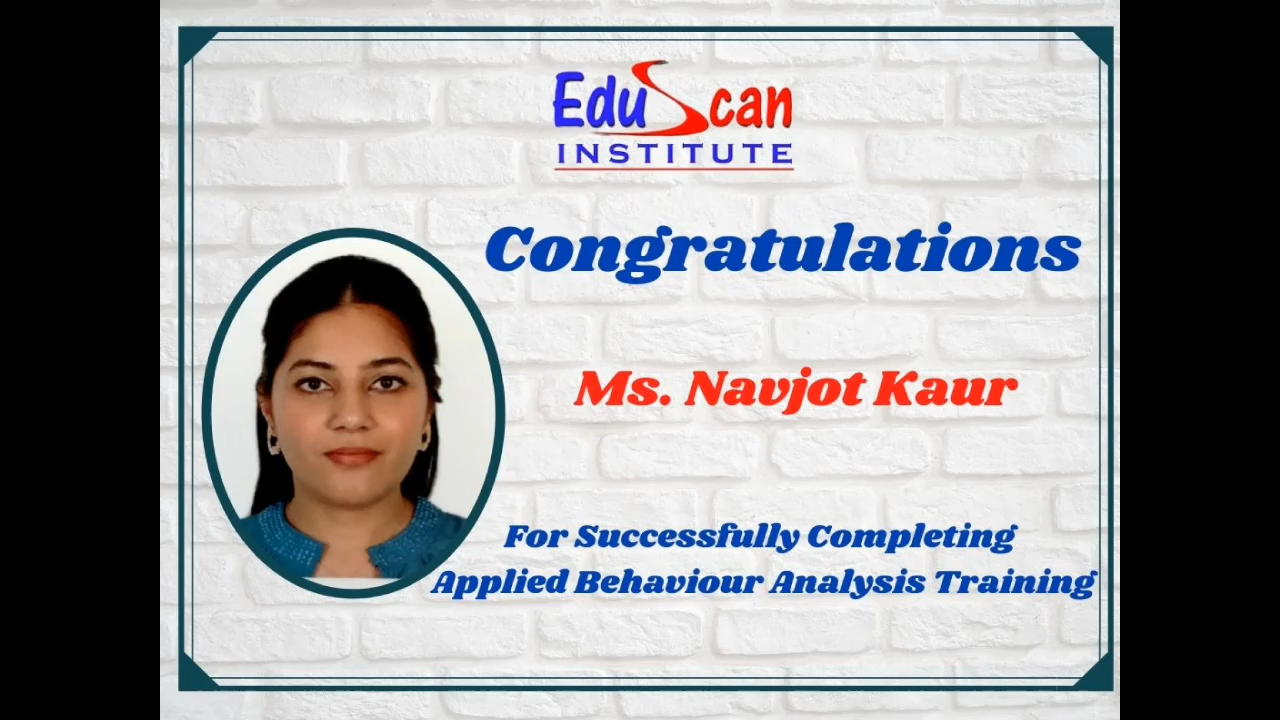 EduScan
INSTITUTE
Congratulations
Ms. Navjot Kaur
For Successfully Completing
Applied Behaviour Analysis Training